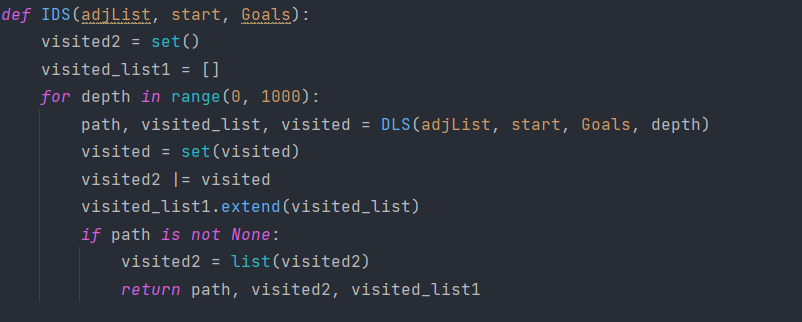 def IDS(adjList, start, Goals):
    visited2 = set()
    visited_list1 = []
    for depth in range(0, 1000):
        path, visited_list, visited = DLS(adjList, start, Goals, depth)
        visited = set(visited)
        visited2 |= visited
        visited_list1.extend(visited_list)
        if path is not None:
            visited2 = list(visited2)
            return path, visited2, visited_list1